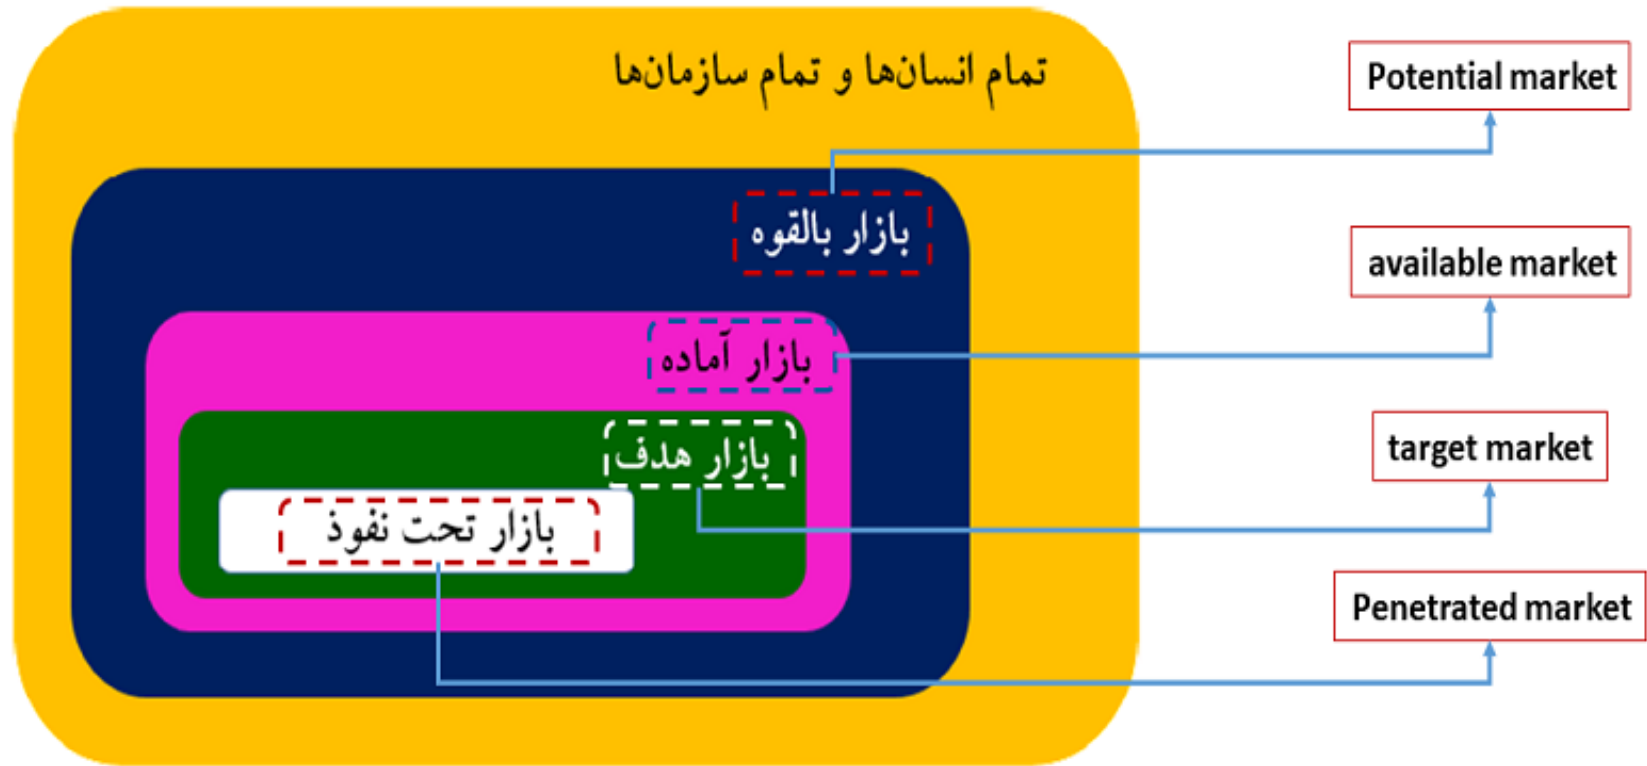 تمام انسان‌ها و تمام سازمان‌ها
Potential market
بازار بالقوه
available market
بازار آماده
target market
بازار هدف
بازار تحت نفوذ
Penetrated market